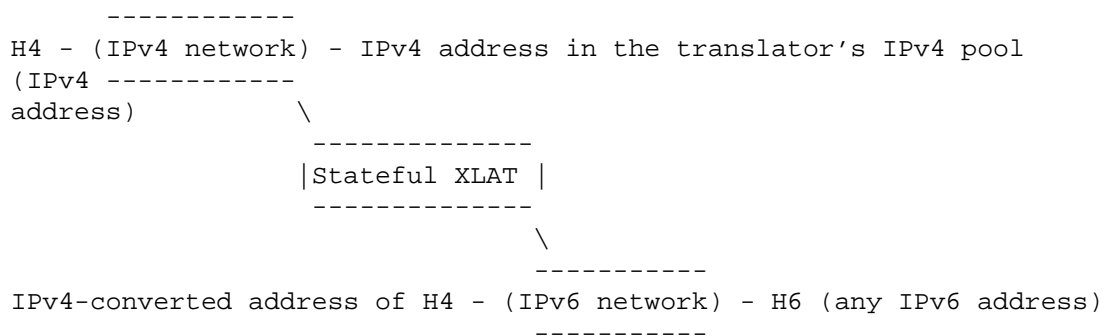 ------------
H4 - (IPv4 network) - IPv4 address in the translator's IPv4 pool
(IPv4 ------------
address) \
--------------
|Stateful XLAT |
--------------
\
-----------
IPv4-converted address of H4 - (IPv6 network) - H6 (any IPv6 address)
-----------